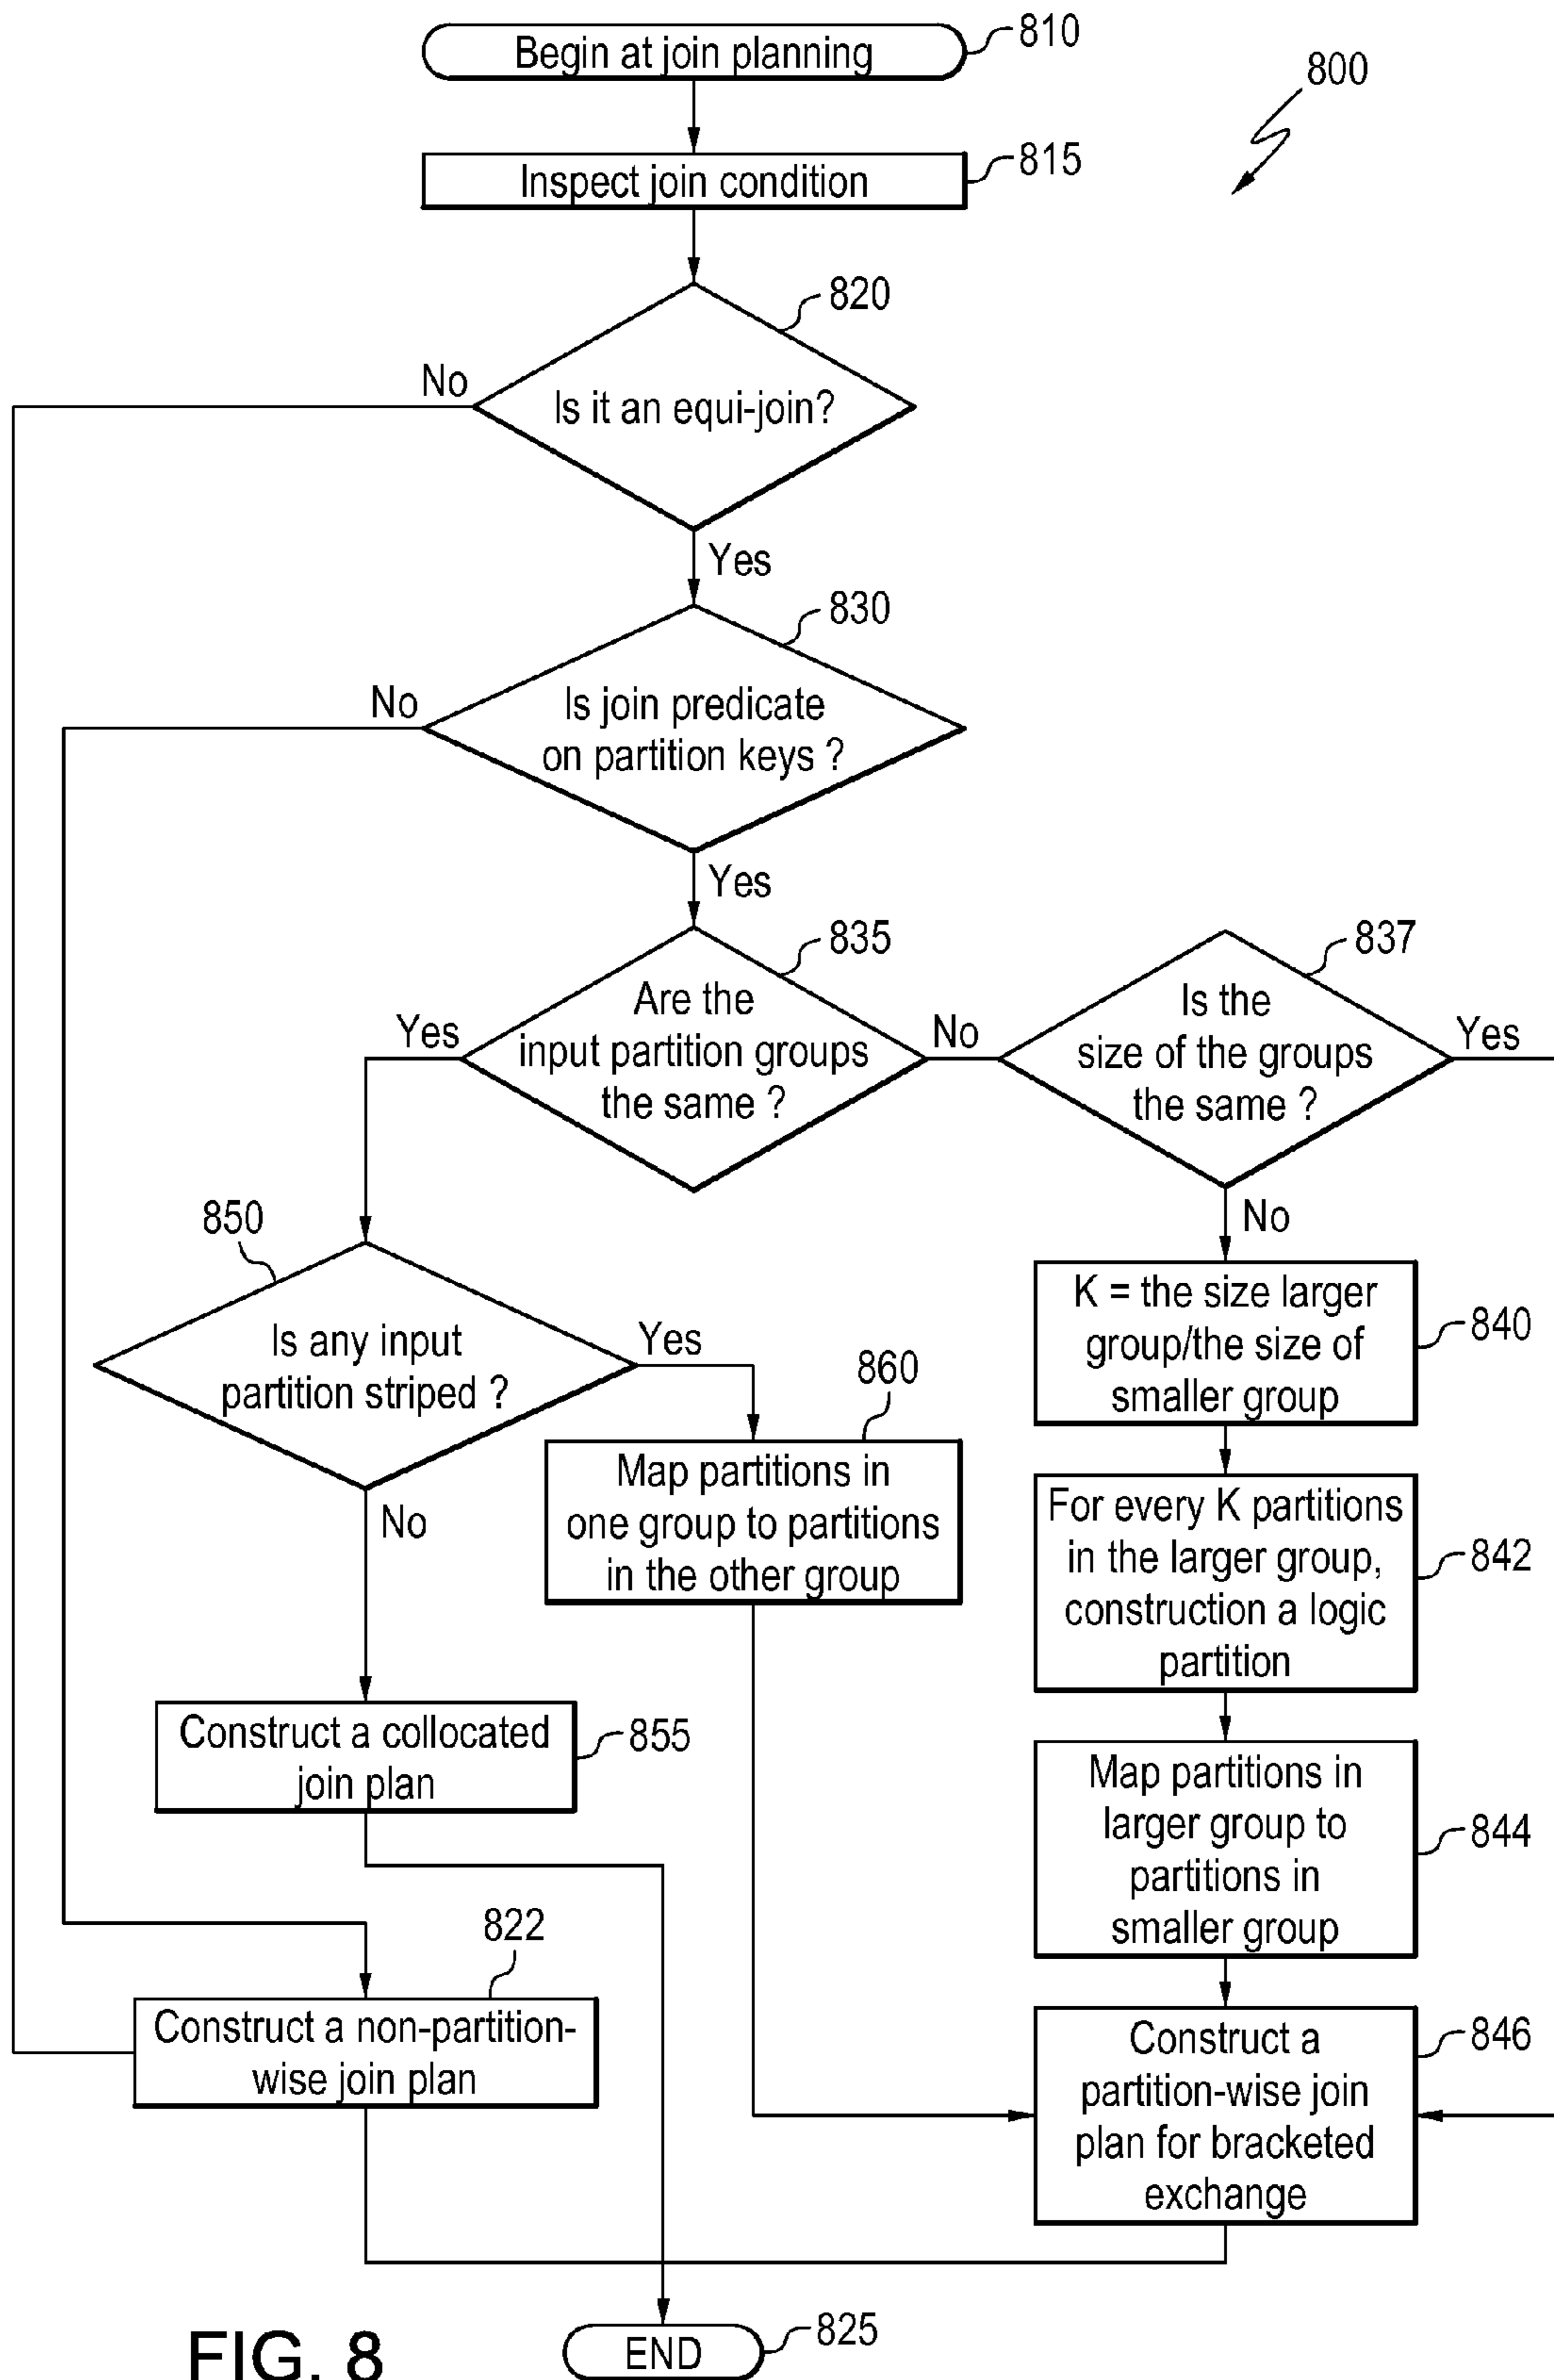 Begin at join planning
810
800
Inspect join condition
815
820
No
Is it an equi-join?
Yes
830
No
Is join predicate
on partition keys ?
Yes
835
837
Yes
Are the
input partition groups
the same ?
No
Is the
size of the groups
the same ?
Yes
No
850
Is any input
partition striped ?
Yes
No
860
Map partitions in
one group to partitions
in the other group
K = the size larger
group/the size of
smaller group
840
For every K partitions
in the larger group,
construction a logic
partition
842
Construct a collocated
join plan
855
Map partitions in
larger group to
partitions in
smaller group
844
822
Construct a non-partition-
wise join plan
Construct a
partition-wise join
plan for bracketed
exchange
846
END
825
FIG. 8